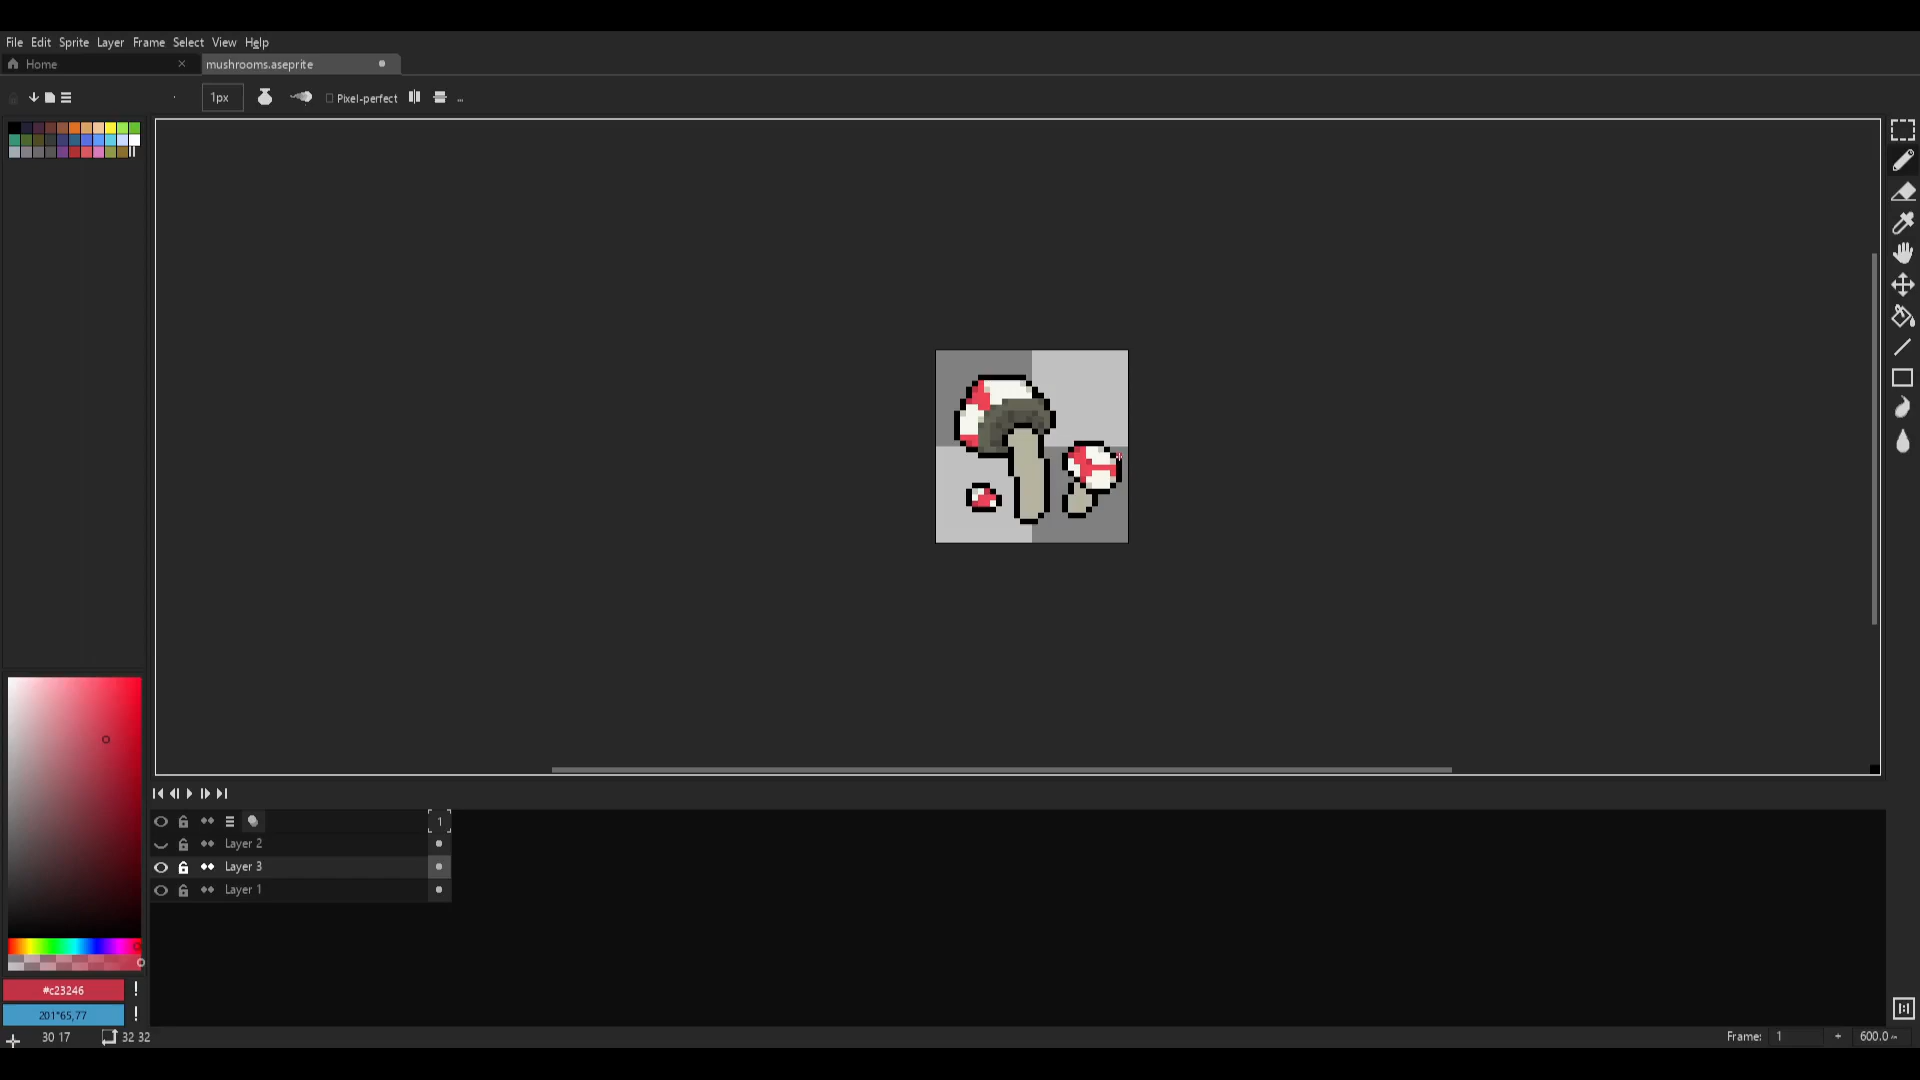 File Edit Sprite Layer Frame Select View Help
Home
mushrooms.aseprite
1px
Pixel-perfect
...
1
Layer 2
Layer 3
Layer 1
#c23246
!
201°65,77
!
30 17
32 32
Frame: 1
+
600.0